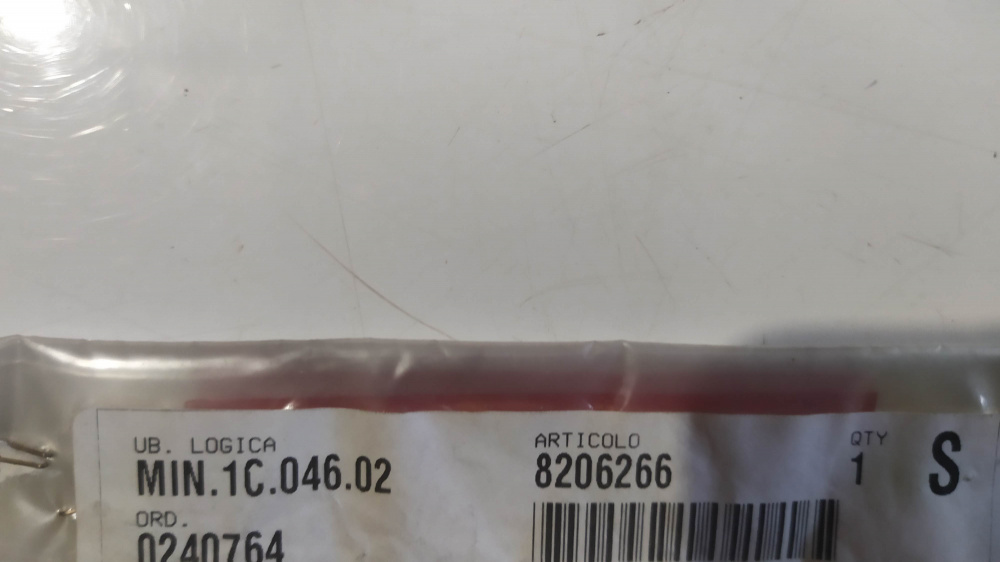 UB. LOGICA ARTICOLO QTY
MIN.1C.046.02 8206266 1 S
ORD.
0240764